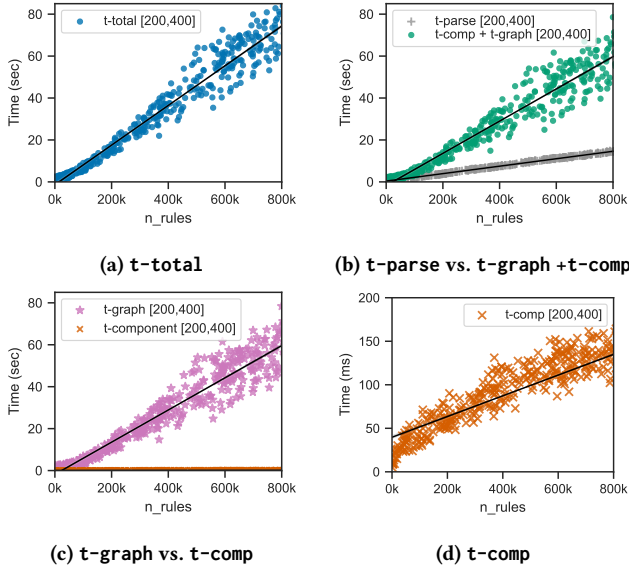 t-total [200,400]
Time (sec)
80
60
40
20
0
0k 200k 400k 600k 800k
n_rules
(a) t-total
t-parse [200,400]
t-comp + t-graph [200,400]
Time (sec)
80
60
40
20
0
0k 200k 400k 600k 800k
n_rules
(b) t-parse vs. t-graph +t-comp
t-graph [200,400]
t-component [200,400]
Time (sec)
80
60
40
20
0
0k 200k 400k 600k 800k
n_rules
(c) t-graph vs. t-comp
t-comp [200,400]
Time (ms)
200
150
100
50
0
0k 200k 400k 600k 800k
n_rules
(d) t-comp